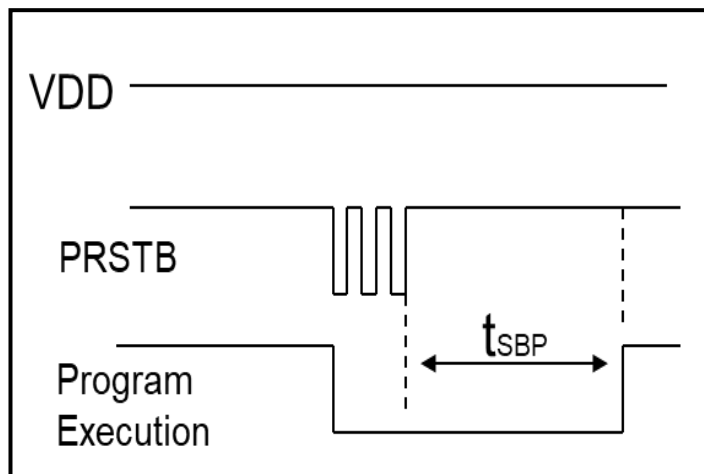 VDD
PRSTB
tSBP
Program
Execution